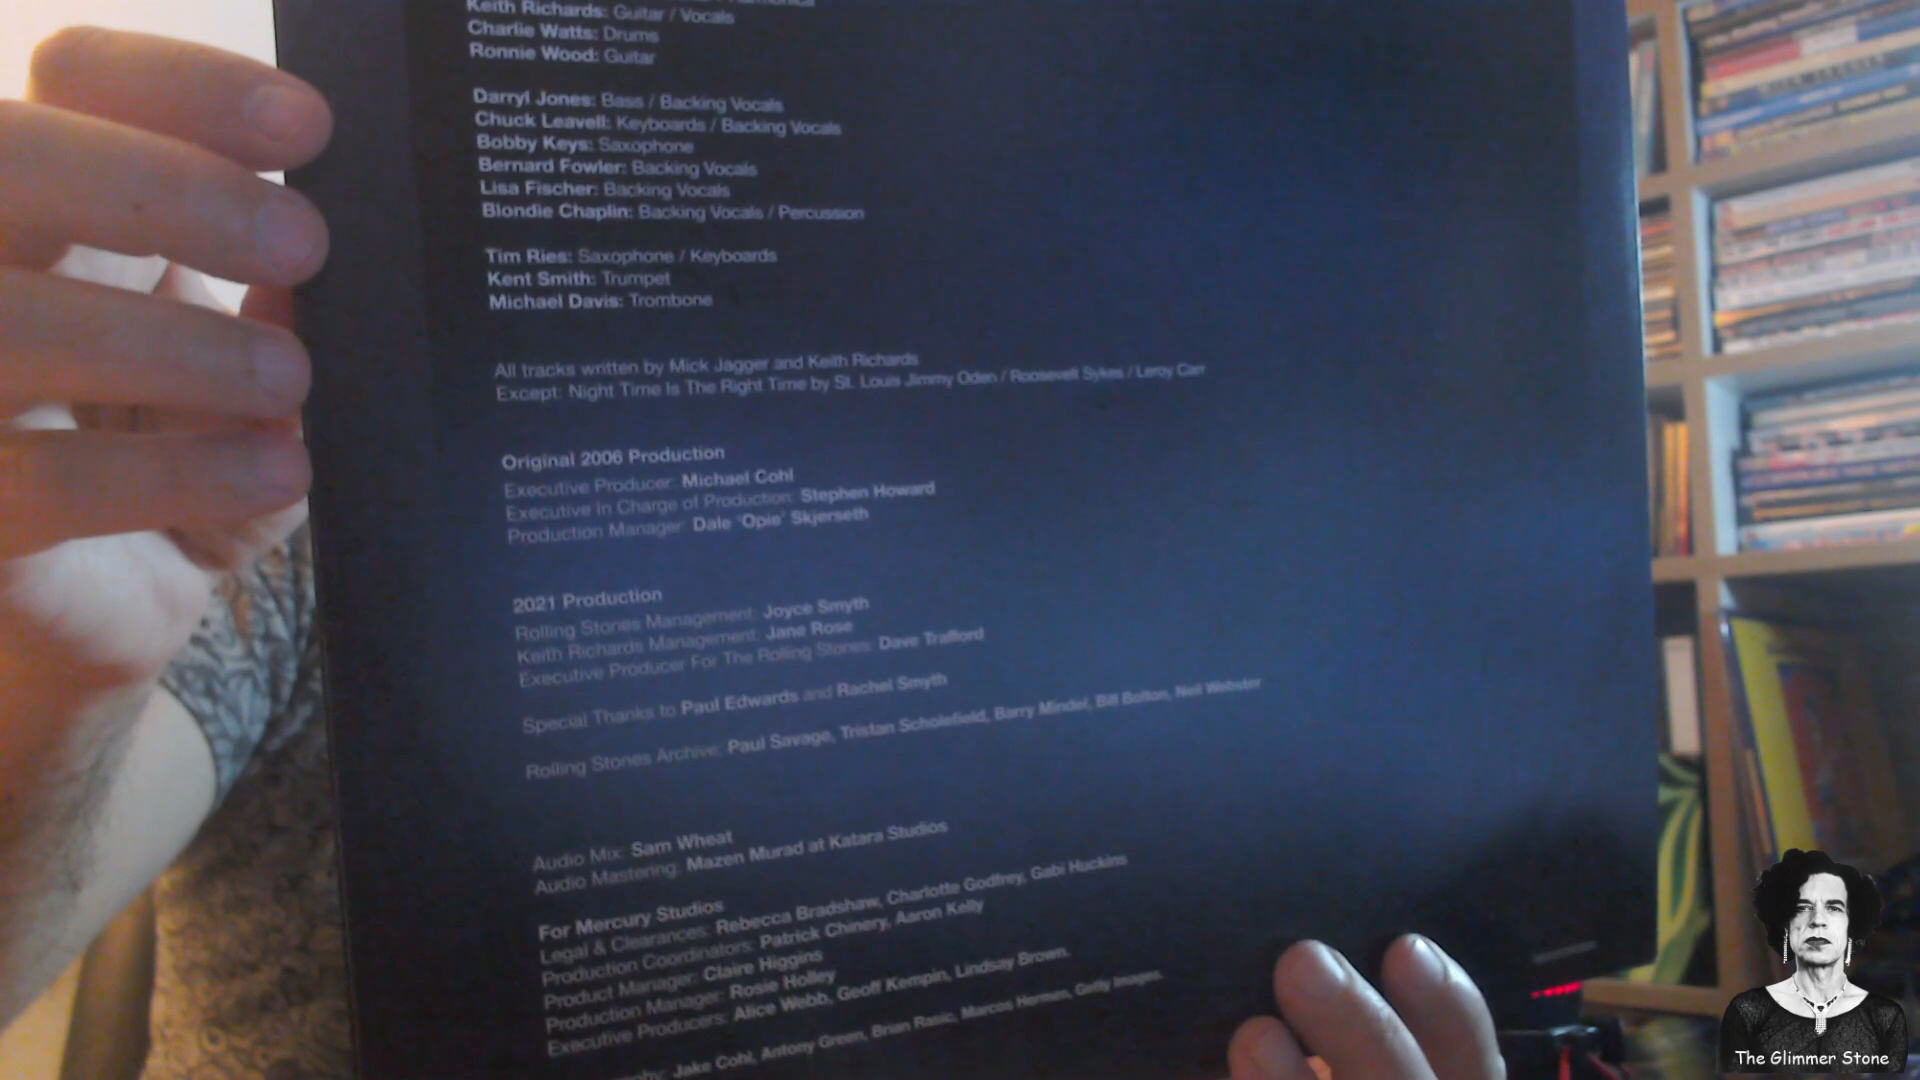 Keith Richards: Guitar / Vocals
Charlie Watts: Drums
Ronnie Wood: Guitar
Darryl Jones: Bass / Backing Vocals
Chuck Leavell: Keyboards / Backing Vocals
Bobby Keys: Saxophone
Bernard Fowler: Backing Vocals
Lisa Fischer: Backing Vocals
Blondie Chaplin: Backing Vocals / Percussion
Tim Ries: Saxophone / Keyboards
Kent Smith: Trumpet
Michael Davis: Trombone
All tracks written by Mick Jagger and Keith Richards
Except: Night Time Is The Right Time by St. Louis Jimmy Oden / Roosevelt Sykes / Leroy Carr
Original 2006 Production
Executive Producer: Michael Cohl
Executive In Charge of Production: Stephen Howard
Production Manager: Dale 'Opie' Skjerseth
2021 Production
Rolling Stones Management: Joyce Smyth
Keith Richards Management: Jane Rose
Executive Producer For The Rolling Stones: Dave Trafford
Special Thanks to Paul Edwards and Rachel Smyth
Rolling Stones Archive: Paul Savage, Tristan Scholefield, Barry Mindel, Bill Bolton, Neil Webster
Audio Mix: Sam Wheat
Audio Mastering: Mazen Murad at Katara Studios
For Mercury Studios
Legal & Clearances: Rebecca Bradshaw, Charlotte Godfrey, Gabi Huckins
Production Coordinators: Patrick Chinery, Aaron Kelly
Product Manager: Claire Higgins
Production Manager: Rosie Holley
Executive Producers: Alice Webb, Geoff Kempin, Lindsay Brown.
Jake Cohl, Antony Green, Brian Rasic, Marcos Herman, Getty Images.
The Glimmer Stone